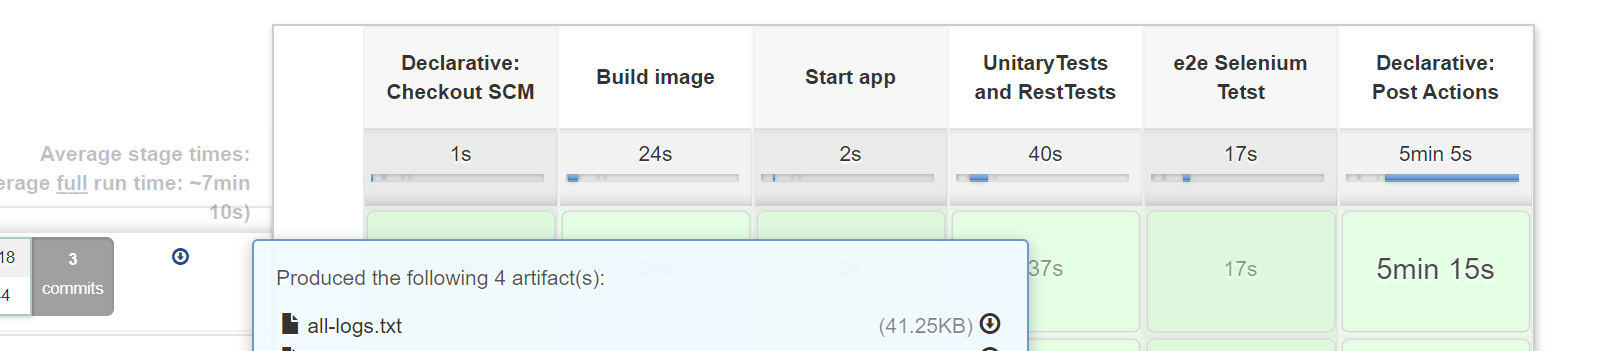 Declarative:
Checkout SCM
Build image
Start app
UnitaryTests
and RestTests
e2e Selenium
Tetst
Declarative:
Post Actions
Average stage times:
erage full run time: ~7min
10s)
1s
24s
2s
40s
17s
5min 5s
18
4
3
commits
24s
2s
37s
17s
5min 15s
Produced the following 4 artifact(s):
all-logs.txt
(41.25KB)